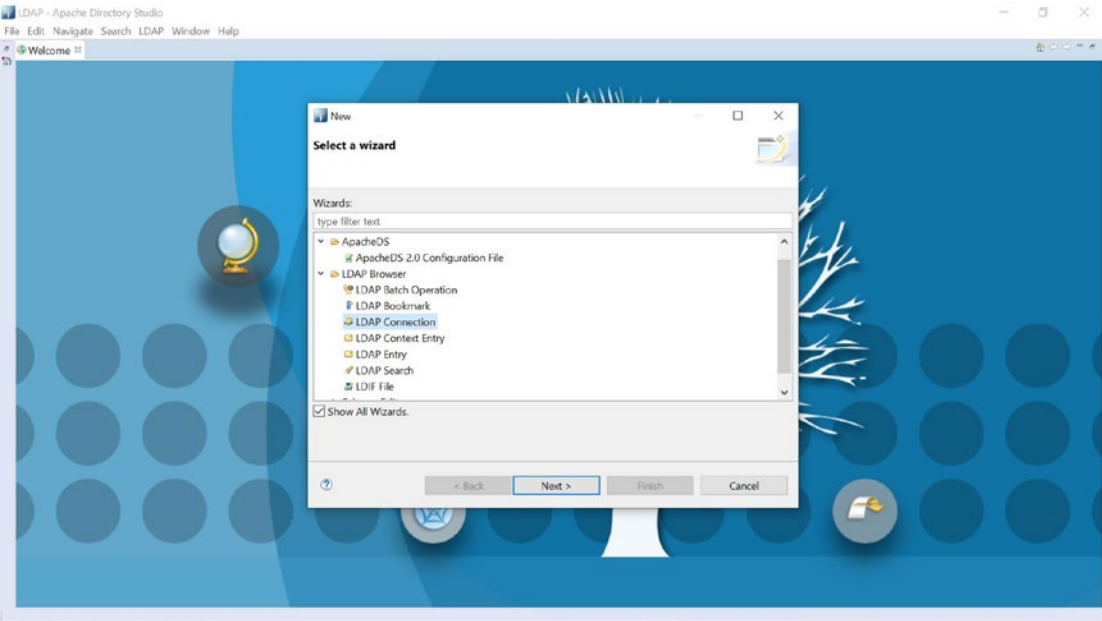 LDAP - Apache Directory Studio
File Edit Navigate Search LDAP Window Help
Welcome
New
Select a wizard
Wizards:
type filter text
ApacheDS
ApacheDS 2.0 Configuration File
LDAP Browser
LDAP Batch Operation
LDAP Bookmark
LDAP Connection
LDAP Context Entry
LDAP Entry
LDAP Search
LDIF File
Show All Wizards.
< Back Next > Finish Cancel